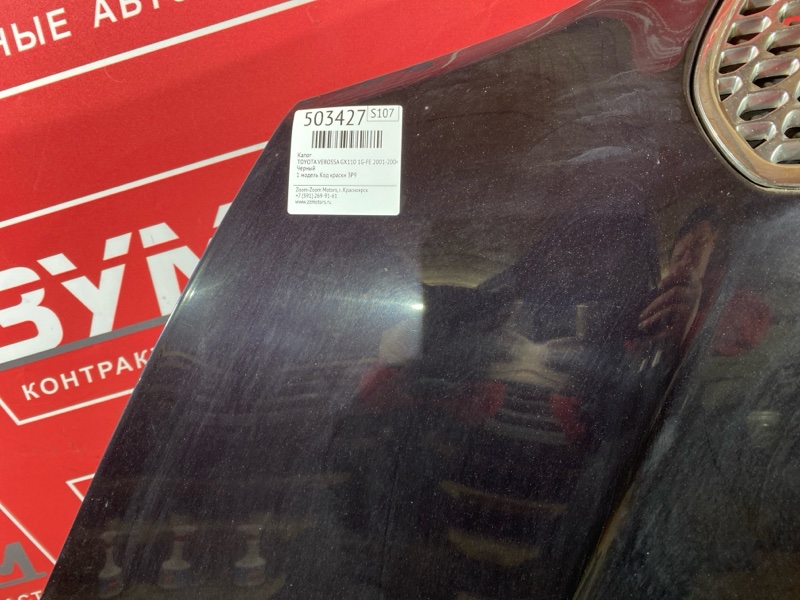 НЫЕ АВТО
503427 S107
Капот
TOYOTA VEROSSA GX110 1G-FE 2001-2004
Черный
1 модель Код краски 3P9
Zoom-Zoom Motors, г. Красноярск
+7 (391) 269-91-61
www.zzmotors.ru
ЗУМ
КОНТРАК